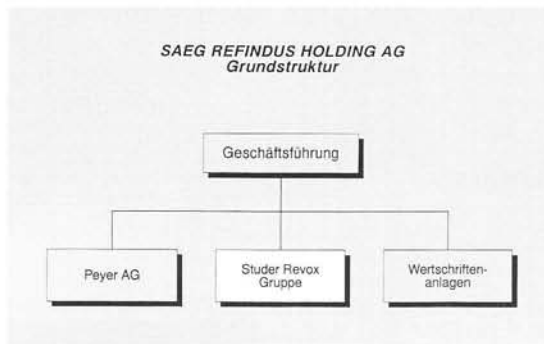 SAEG REFINDUS HOLDING AG
Grundstruktur
Geschäftsführung
Peyer AG
Studer Revox
Gruppe
Wertschriften-
anlagen